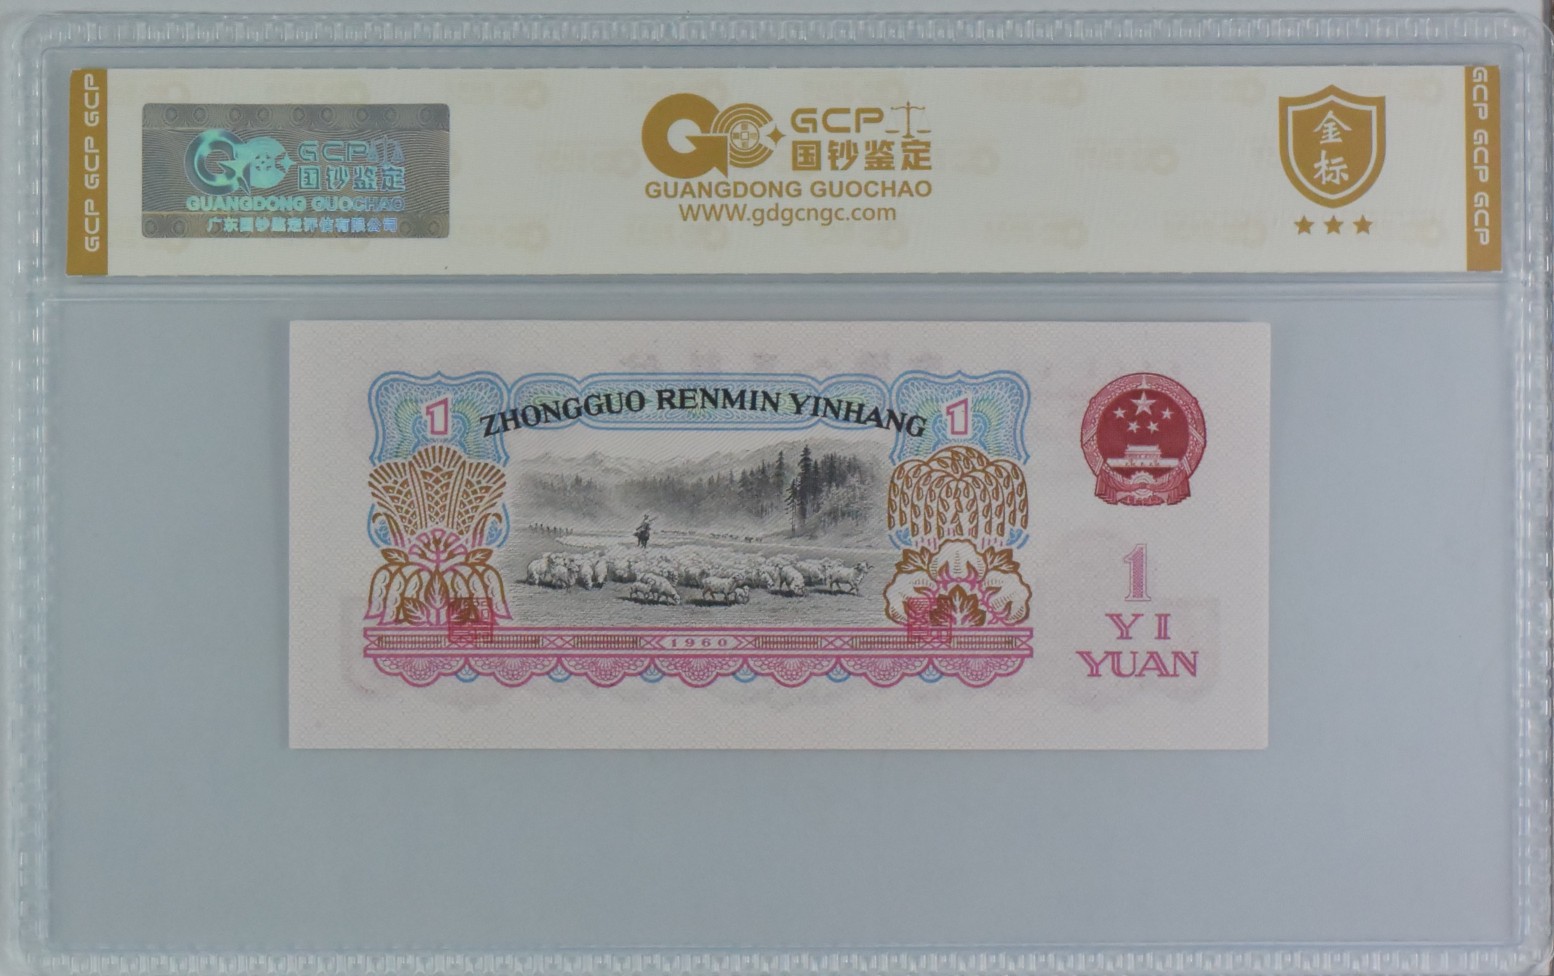 GCP GCP GCP
GCP 国钞鉴定
GUANGDONG GUOCHAO
广东国钞鉴定评估有限公司
GCP
国钞鉴定
GUANGDONG GUOCHAO
WWW.gdgcngc.com
金标
GCP GCP GCP
1
ZHONGGUO RENMIN YINHANG
1
1960
1
YI
YUAN